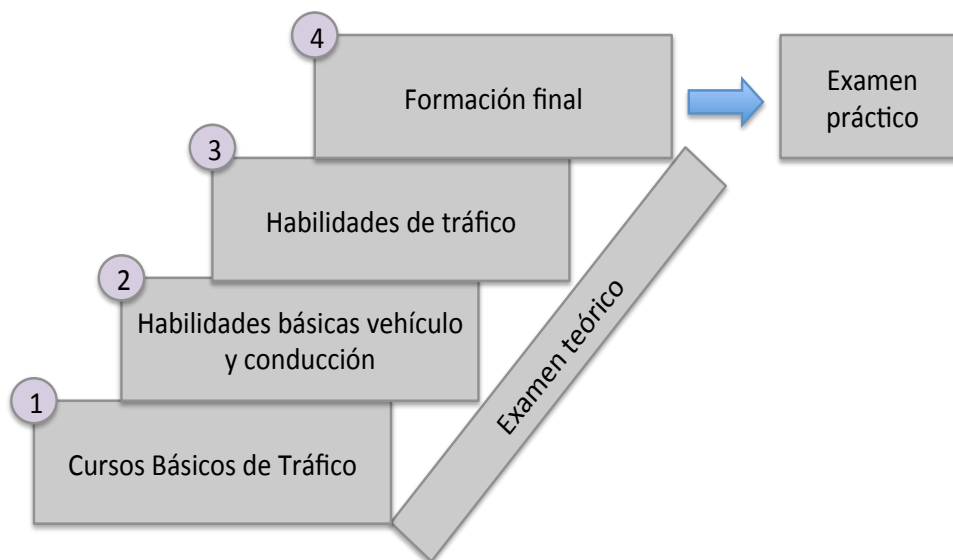 4
Formación final
Examen
práctico
3
Habilidades de tráfico
2
Habilidades básicas vehículo
y conducción
Examen teórico
1
Cursos Básicos de Tráfico